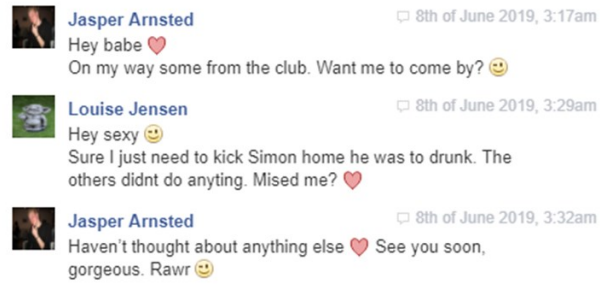 Jasper Arnsted
8th of June 2019, 3:17am
Hey babe ❤
On my way some from the club. Want me to come by? 😉
Louise Jensen
8th of June 2019, 3:29am
Hey sexy 😉
Sure I just need to kick Simon home he was to drunk. The
others didnt do anyting. Mised me? ❤
Jasper Arnsted
8th of June 2019, 3:32am
Haven't thought about anything else ❤ See you soon,
gorgeous. Rawr 😉